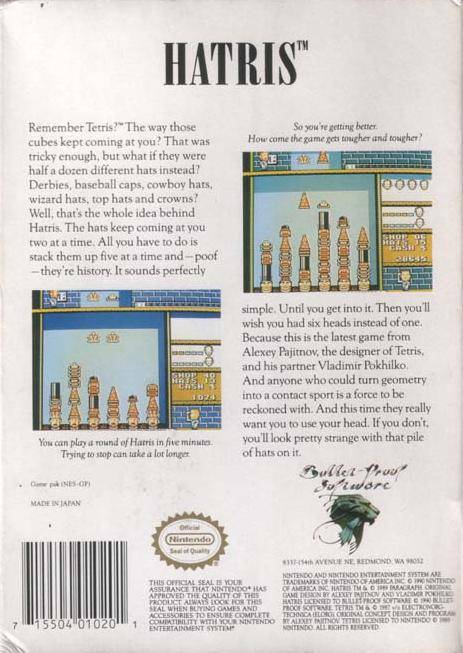 HATRIS™
Remember Tetris?™ The way those
cubes kept coming at you? That was
tricky enough, but what if they were
half a dozen different hats instead?
Derbies, baseball caps, cowboy hats,
wizard hats, top hats and crowns?
Well, that's the whole idea behind
Hatris. The hats keep coming at you
two at a time. All you have to do is
stack them up five at a time and—poof
—they're history. It sounds perfectly
SHOP 40
HATS 15
CASH $
1024
You can play a round of Hatris in five minutes.
Trying to stop can take a lot longer.
So you're getting better.
How come the game gets tougher and tougher?
SHOP 06
HATS 15
CASH $
28645
simple. Until you get into it. Then you'll
wish you had six heads instead of one.
Because this is the latest game from
Alexey Pajitnov, the designer of Tetris,
and his partner Vladimir Pokhilko.
And anyone who could turn geometry
into a contact sport is a force to be
reckoned with. And this time they really
want you to use your head. If you don't,
you'll look pretty strange with that pile
of hats on it.
Game pak (NES-GP)
MADE IN JAPAN
7 15504 01020 1
Official
Nintendo
Seal of Quality
THIS OFFICIAL SEAL IS YOUR
ASSURANCE THAT NINTENDO® HAS
APPROVED THE QUALITY OF THIS
PRODUCT. ALWAYS LOOK FOR THIS
SEAL WHEN BUYING GAMES AND
ACCESSORIES TO ENSURE COMPLETE
COMPATIBILITY WITH YOUR NINTENDO
ENTERTAINMENT SYSTEM®
Bullet-Proof
Software
8337-154th AVENUE NE, REDMOND, WA 98052
NINTENDO AND NINTENDO ENTERTAINMENT SYSTEM ARE
TRADEMARKS OF NINTENDO OF AMERICA INC. © 1990 NINTENDO
OF AMERICA INC. HATRIS TM & © 1989 PARAGRAPH. ORIGINAL
GAME DESIGN BY ALEXEY PAJITNOV AND VLADIMIR POKHILKO.
HATRIS LICENSED TO BULLET-PROOF SOFTWARE. © 1990 BULLET-
PROOF SOFTWARE. TETRIS TM & © 1987 v/o ELECTRONORG-
TECHNICA (ELORG). ORIGINAL CONCEPT, DESIGN AND PROGRAM
BY ALEXEY PAJITNOV. TETRIS LICENSED TO NINTENDO © 1989
NINTENDO. ALL RIGHTS RESERVED.